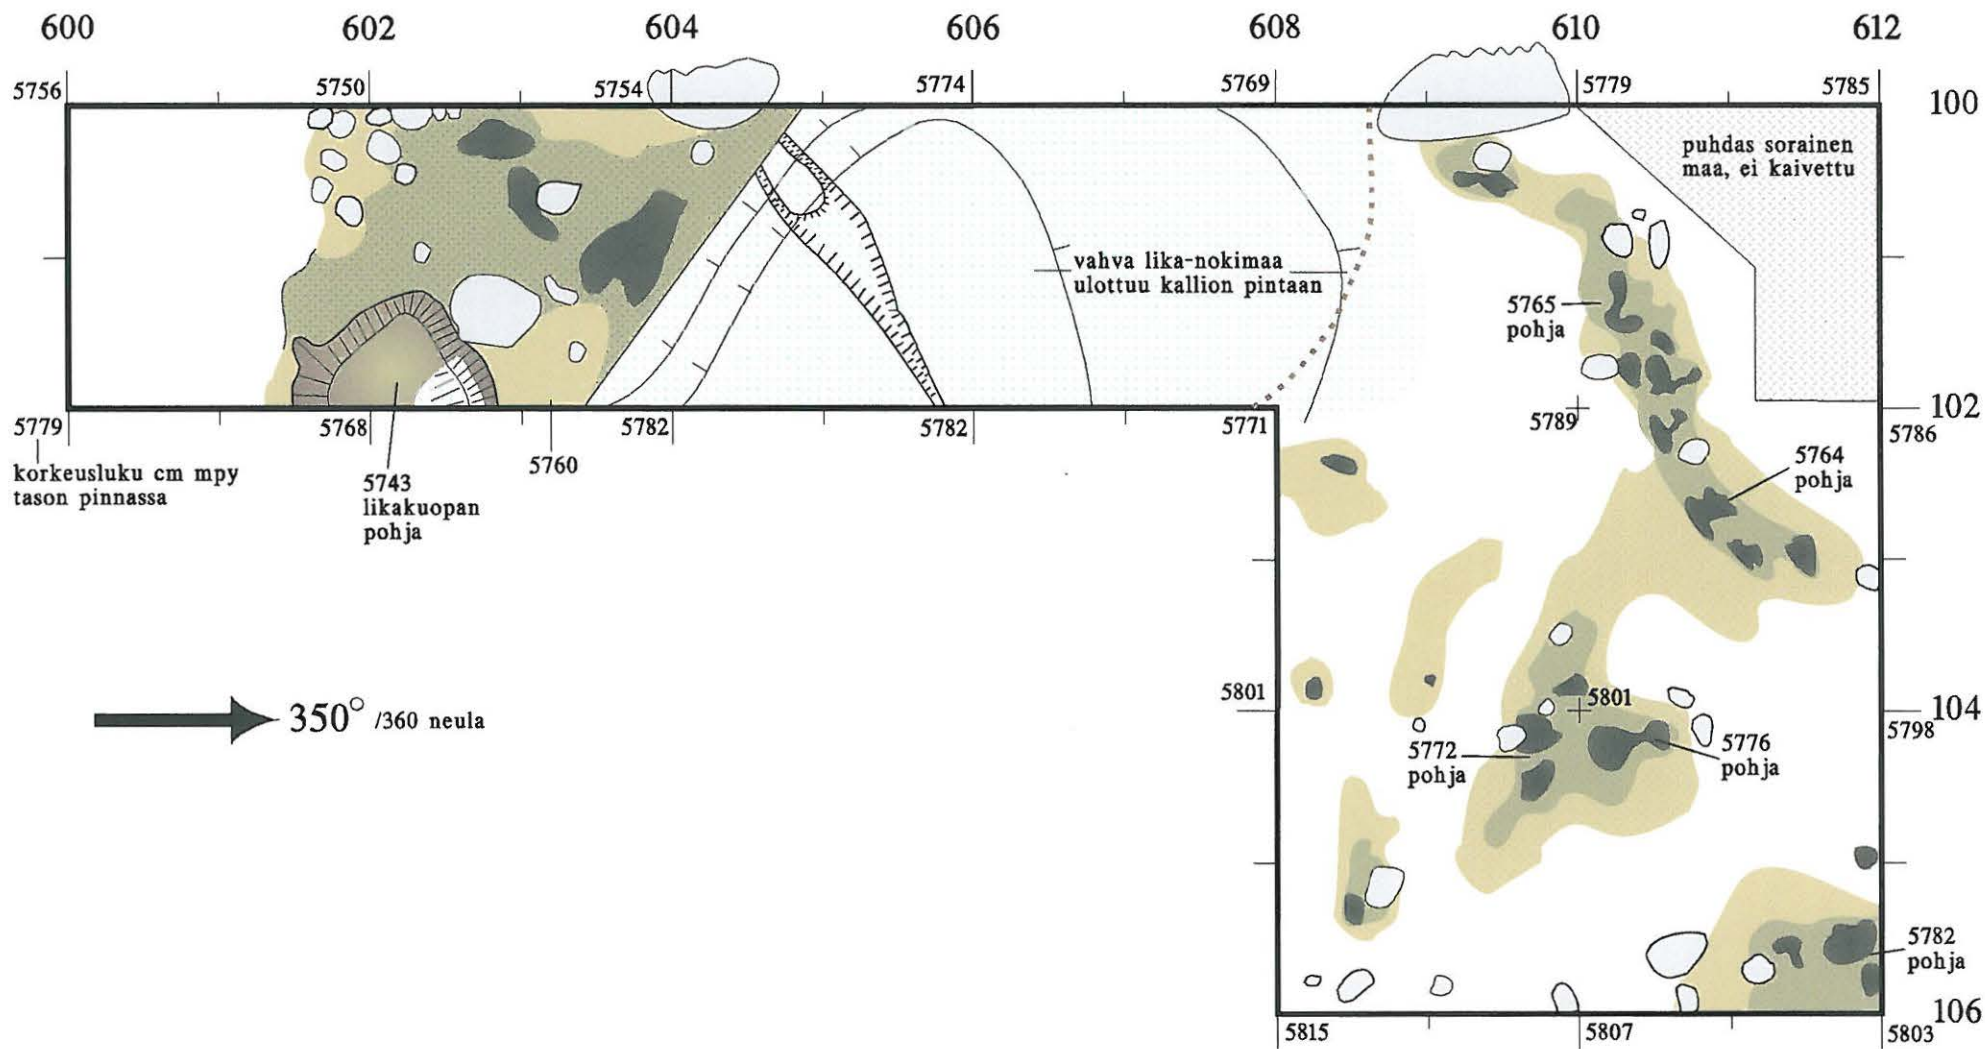 600 602 604 606 608 610 612
5756 5750 5754 5774 5769 5779 5785
100
puhdas sorainen
maa, ei kaivettu
vahva lika-nokimaa
ulottuu kallion pintaan
5765
pohja
5779 5768 5782 5782 5771 5789
102
5786
5760
korkeusluku cm mpy
tason pinnassa
5743
likakuopan
pohja
5764
pohja
350° /360 neula
5801 5801
104
5798
5772
pohja
5776
pohja
5782
pohja
106
5815 5807 5803